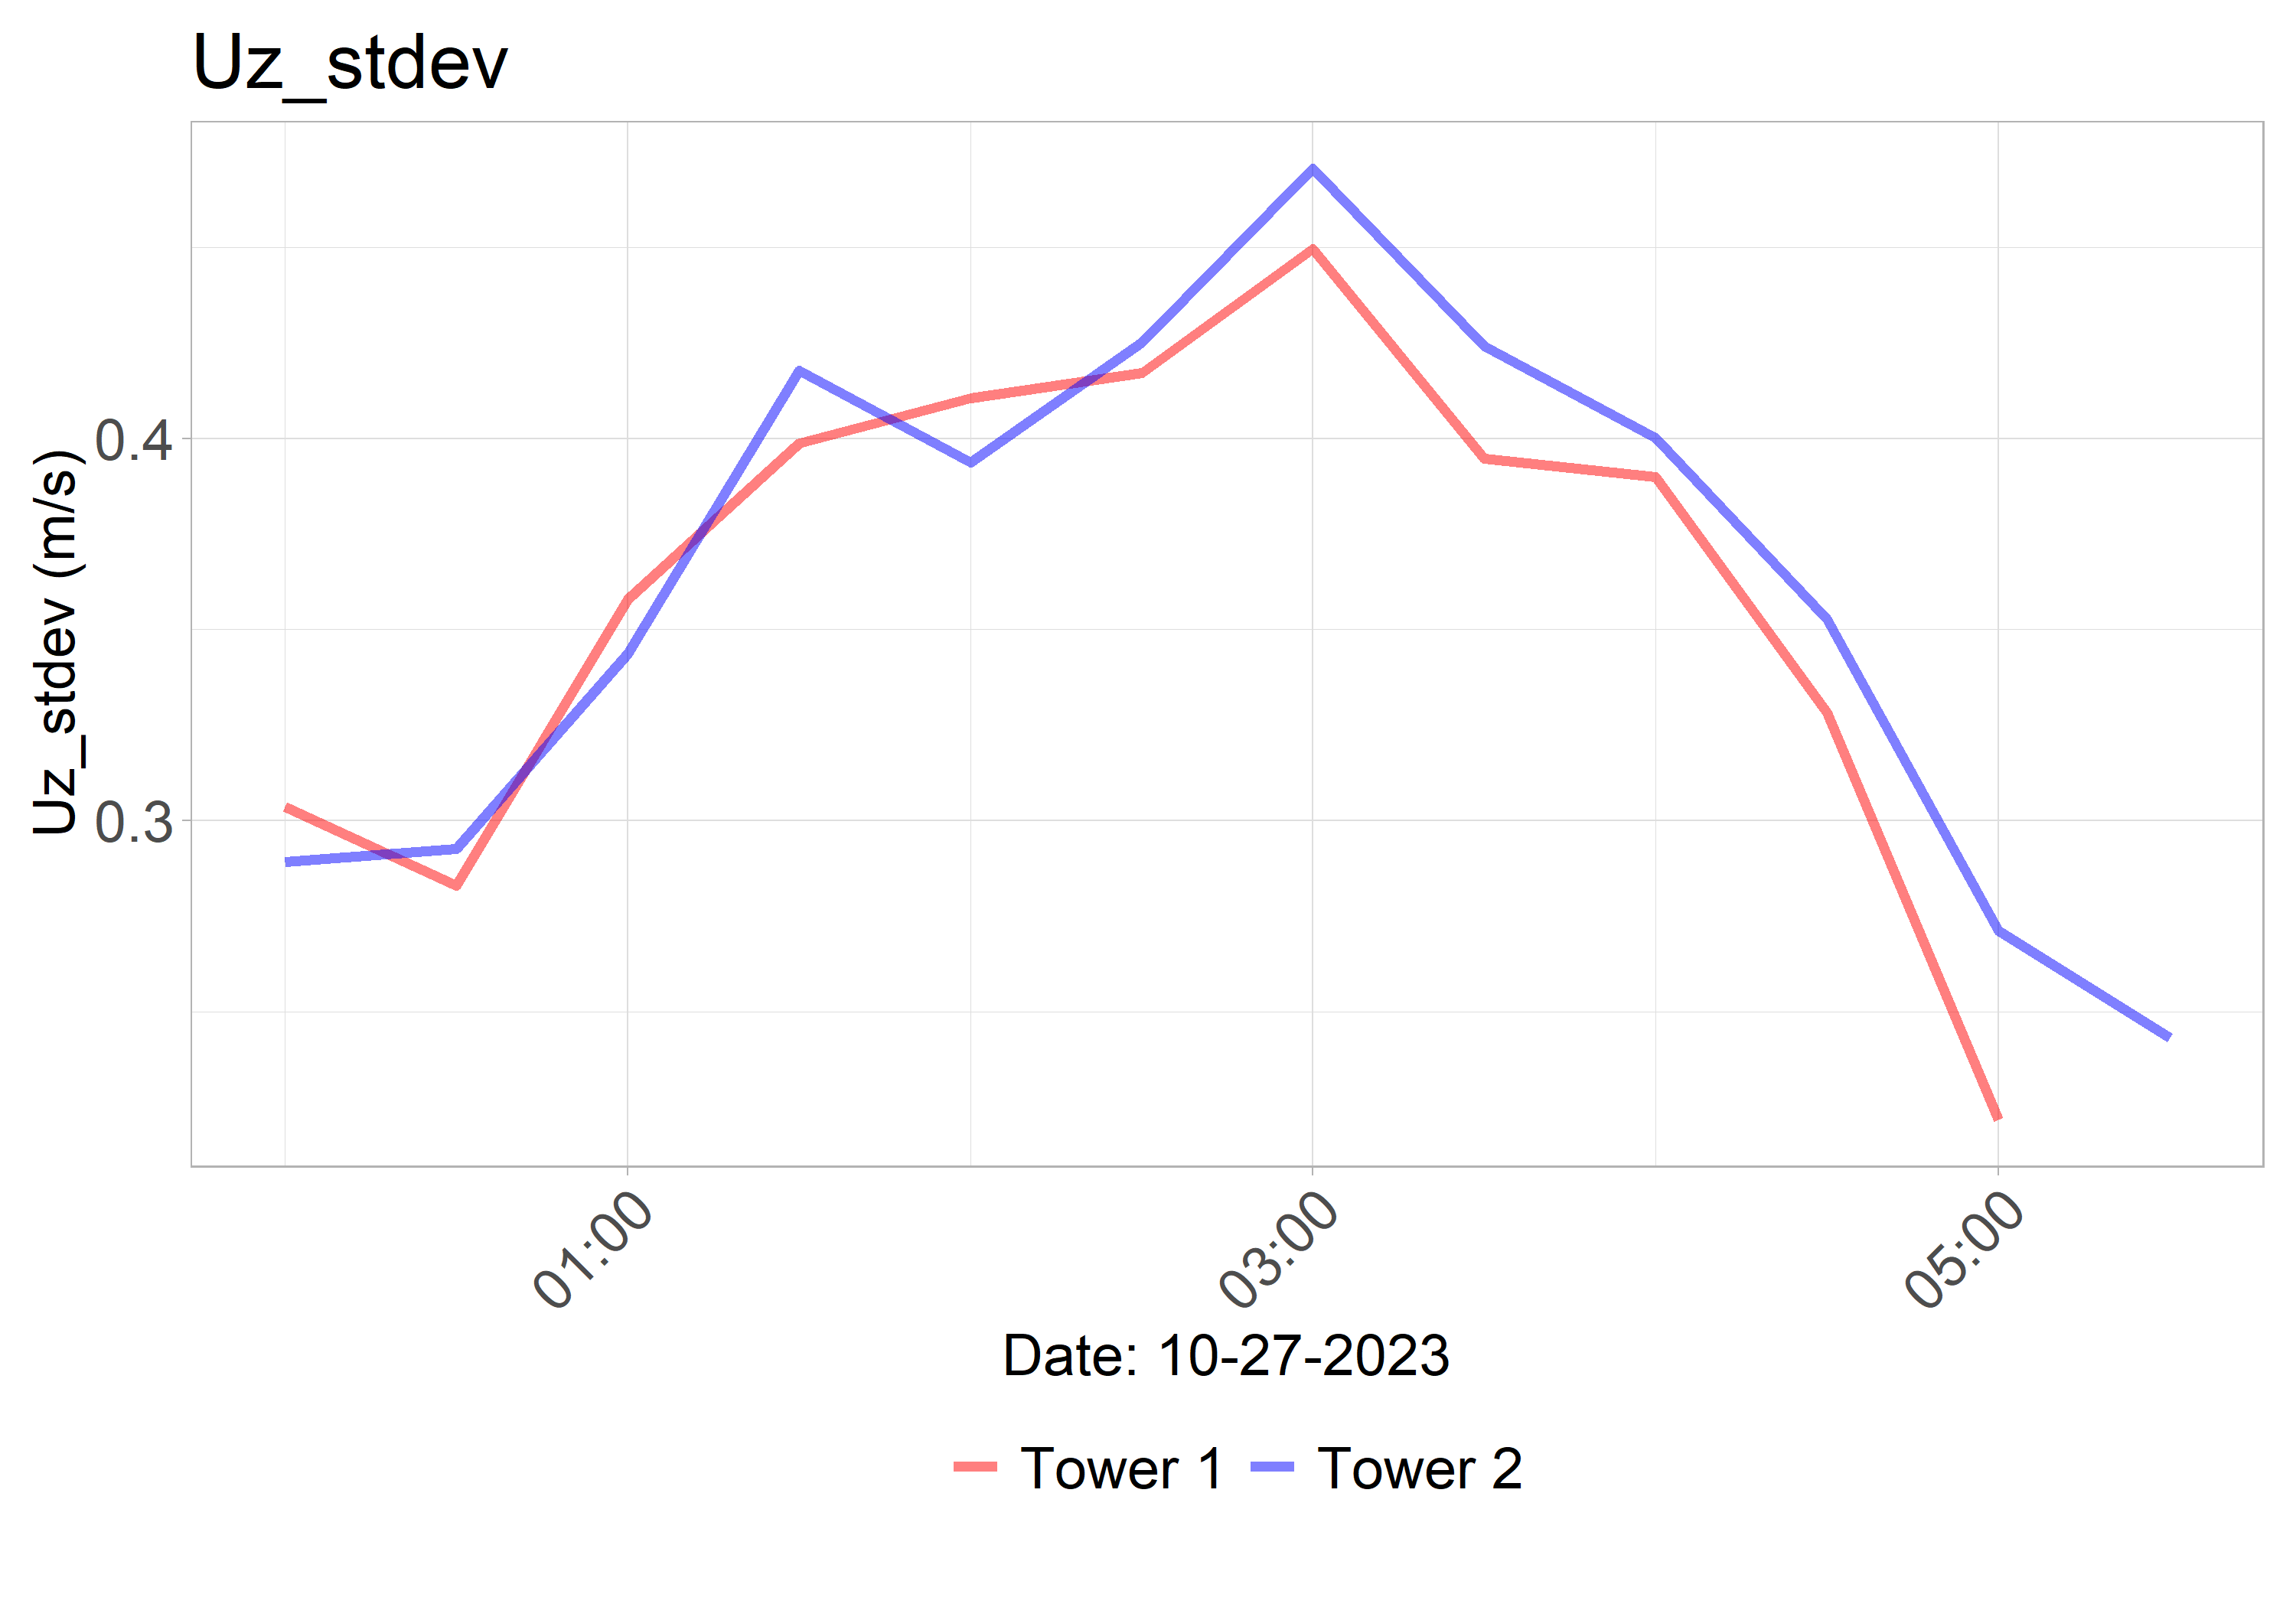 Uz_stdev
Uz_stdev (m/s)
0.4
0.3
01:00
03:00
05:00
Date: 10-27-2023
Tower 1
Tower 2